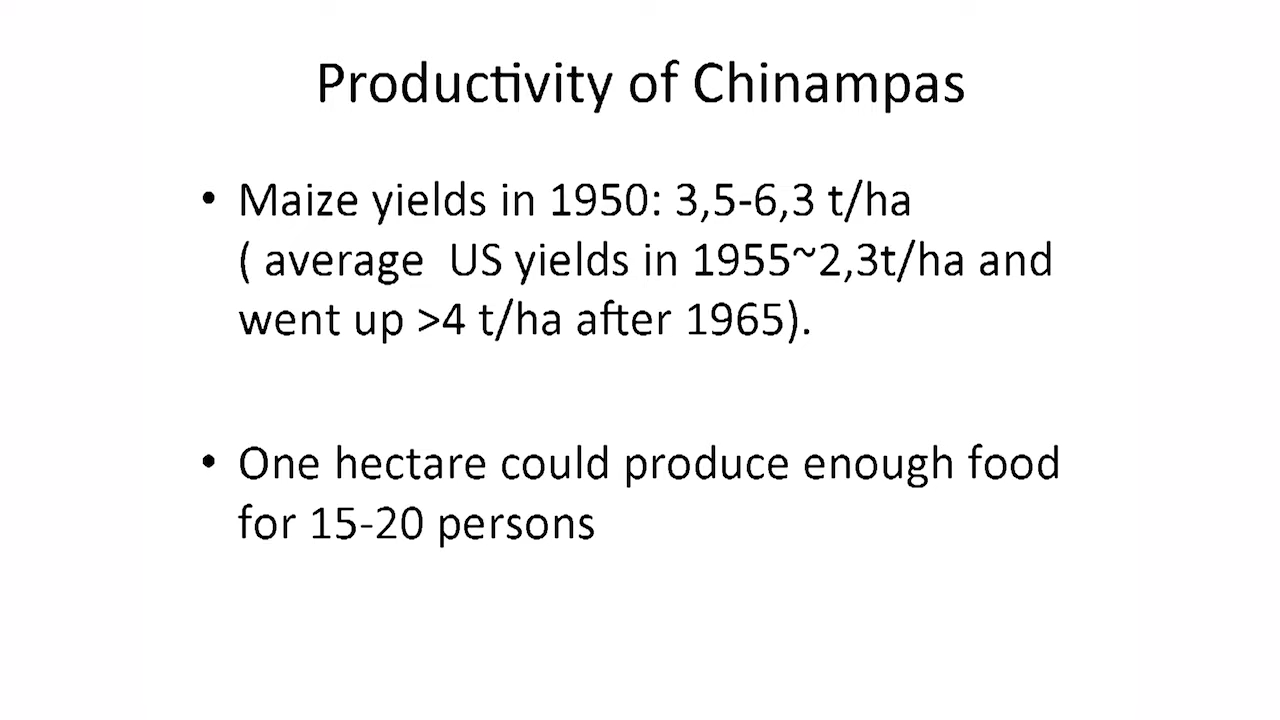 Productivity of Chinampas
• Maize yields in 1950: 3,5-6,3 t/ha
( average  US yields in 1955~2,3t/ha and
went up >4 t/ha after 1965).
• One hectare could produce enough food
for 15-20 persons